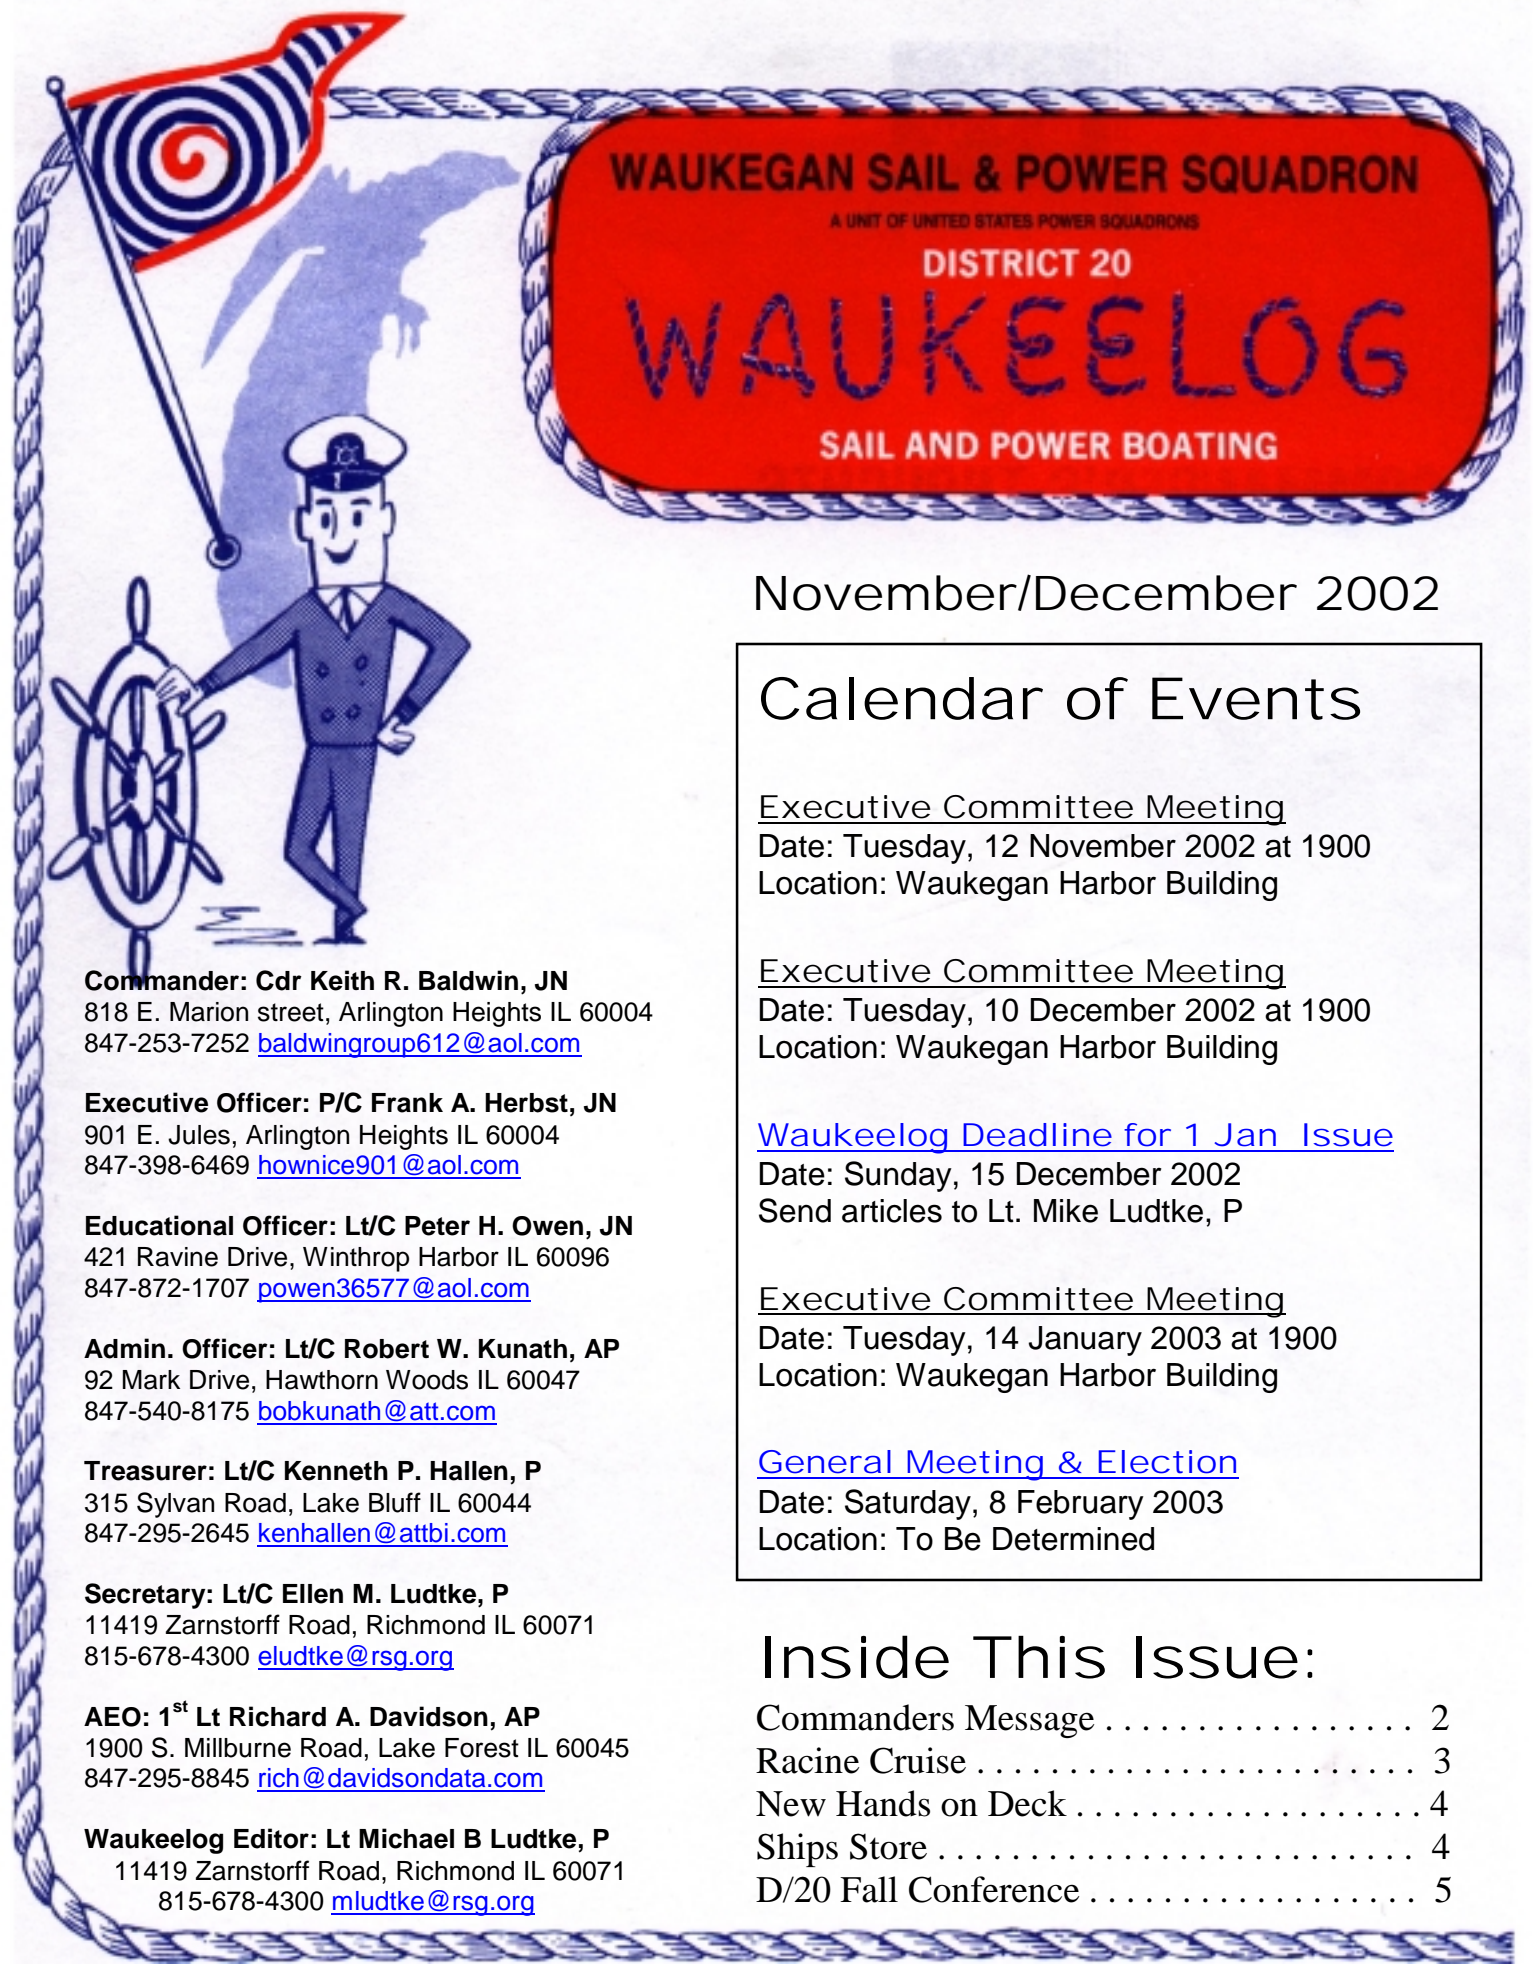 WAUKEGAN SAIL & POWER SQUADRON
A UNIT OF UNITED STATES POWER SQUADRONS
DISTRICT 20
WAUKEELOG
SAIL AND POWER BOATING
November/December 2002
Calendar of Events
Executive Committee Meeting
Date: Tuesday, 12 November 2002 at 1900
Location: Waukegan Harbor Building
Executive Committee Meeting
Date: Tuesday, 10 December 2002 at 1900
Location: Waukegan Harbor Building
Waukeelog Deadline for 1 Jan  Issue
Date: Sunday, 15 December 2002
Send articles to Lt. Mike Ludtke, P
Executive Committee Meeting
Date: Tuesday, 14 January 2003 at 1900
Location: Waukegan Harbor Building
General Meeting & Election
Date: Saturday, 8 February 2003
Location: To Be Determined
Commander: Cdr Keith R. Baldwin, JN
818 E. Marion street, Arlington Heights IL 60004
847-253-7252 baldwingroup612@aol.com
Executive Officer: P/C Frank A. Herbst, JN
901 E. Jules, Arlington Heights IL 60004
847-398-6469 hownice901@aol.com
Educational Officer: Lt/C Peter H. Owen, JN
421 Ravine Drive, Winthrop Harbor IL 60096
847-872-1707 powen36577@aol.com
Admin. Officer: Lt/C Robert W. Kunath, AP
92 Mark Drive, Hawthorn Woods IL 60047
847-540-8175 bobkunath@att.com
Treasurer: Lt/C Kenneth P. Hallen, P
315 Sylvan Road, Lake Bluff IL 60044
847-295-2645 kenhallen@attbi.com
Secretary: Lt/C Ellen M. Ludtke, P
11419 Zarnstorff Road, Richmond IL 60071
815-678-4300 eludtke@rsg.org
AEO: 1st Lt Richard A. Davidson, AP
1900 S. Millburne Road, Lake Forest IL 60045
847-295-8845 rich@davidsondata.com
Waukeelog Editor: Lt Michael B Ludtke, P
11419 Zarnstorff Road, Richmond IL 60071
815-678-4300 mludtke@rsg.org
Inside This Issue:
Commanders Message . . . . . . . . . . . . . . . . . 2
Racine Cruise . . . . . . . . . . . . . . . . . . . . . . . . 3
New Hands on Deck . . . . . . . . . . . . . . . . . . . 4
Ships Store . . . . . . . . . . . . . . . . . . . . . . . . . . 4
D/20 Fall Conference . . . . . . . . . . . . . . . . . . 5